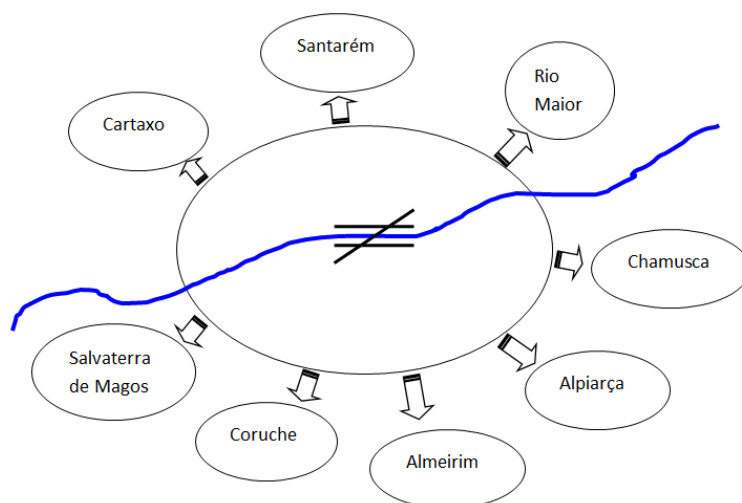 Santarém
Rio
Maior
Cartaxo
Chamusca
Salvaterra
de Magos
Alpiarça
Coruche
Almeirim